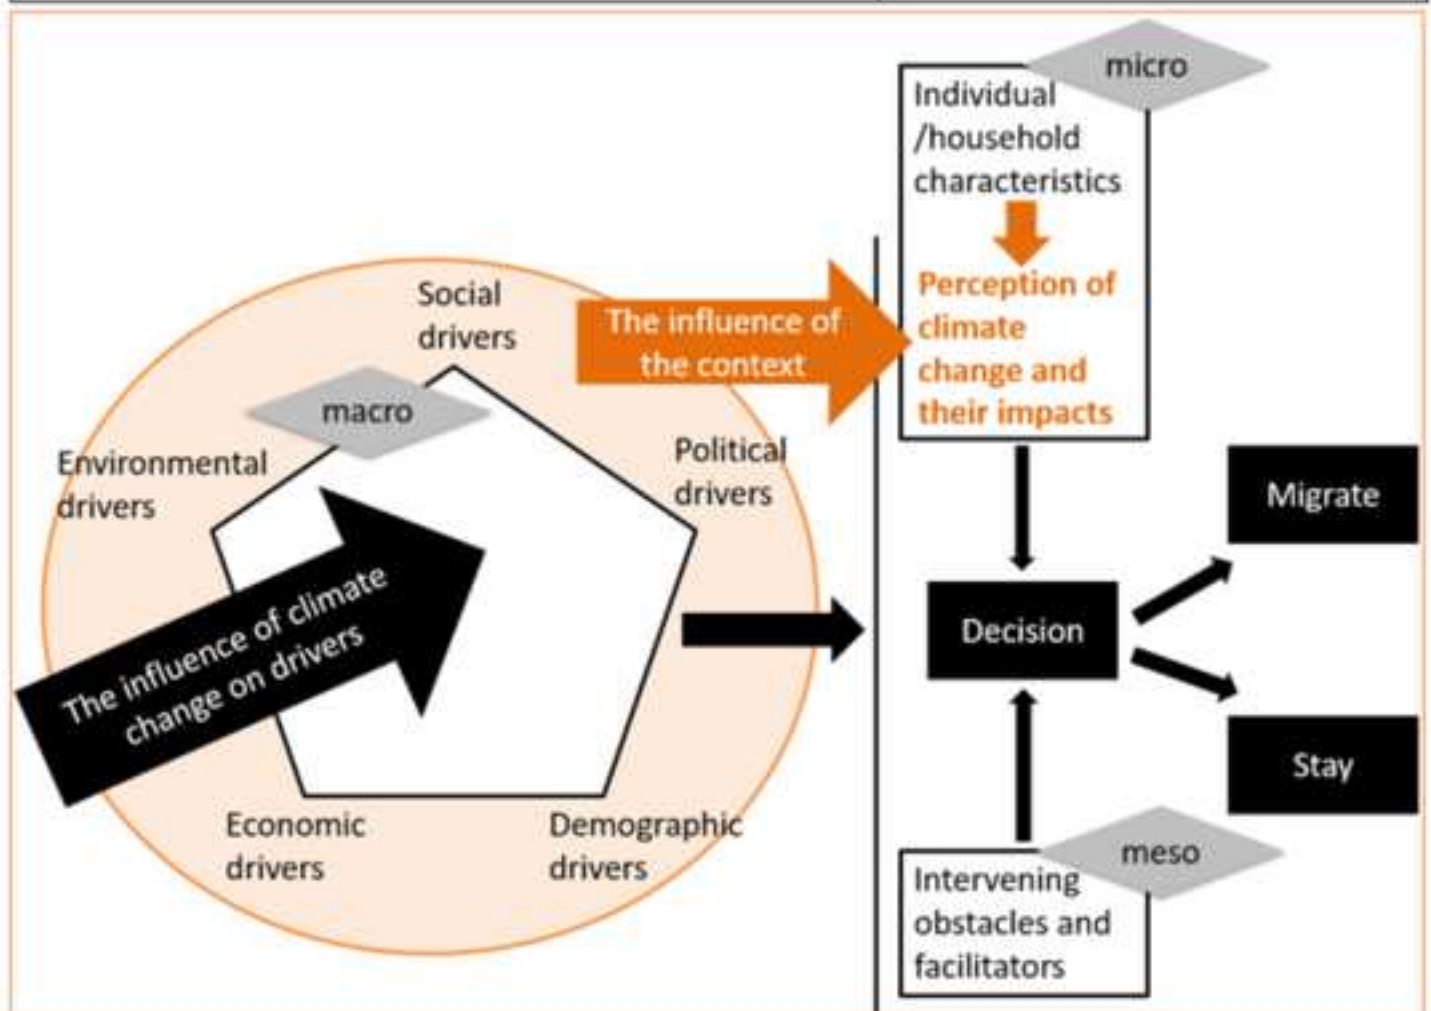 micro
Individual
/household
characteristics
Perception of
climate
change and
their impacts
Social
drivers
The influence of
the context
macro
Environmental
drivers
Political
drivers
The influence of climate
change on drivers
Economic
drivers
Demographic
drivers
Migrate
Decision
Stay
meso
Intervening
obstacles and
facilitators